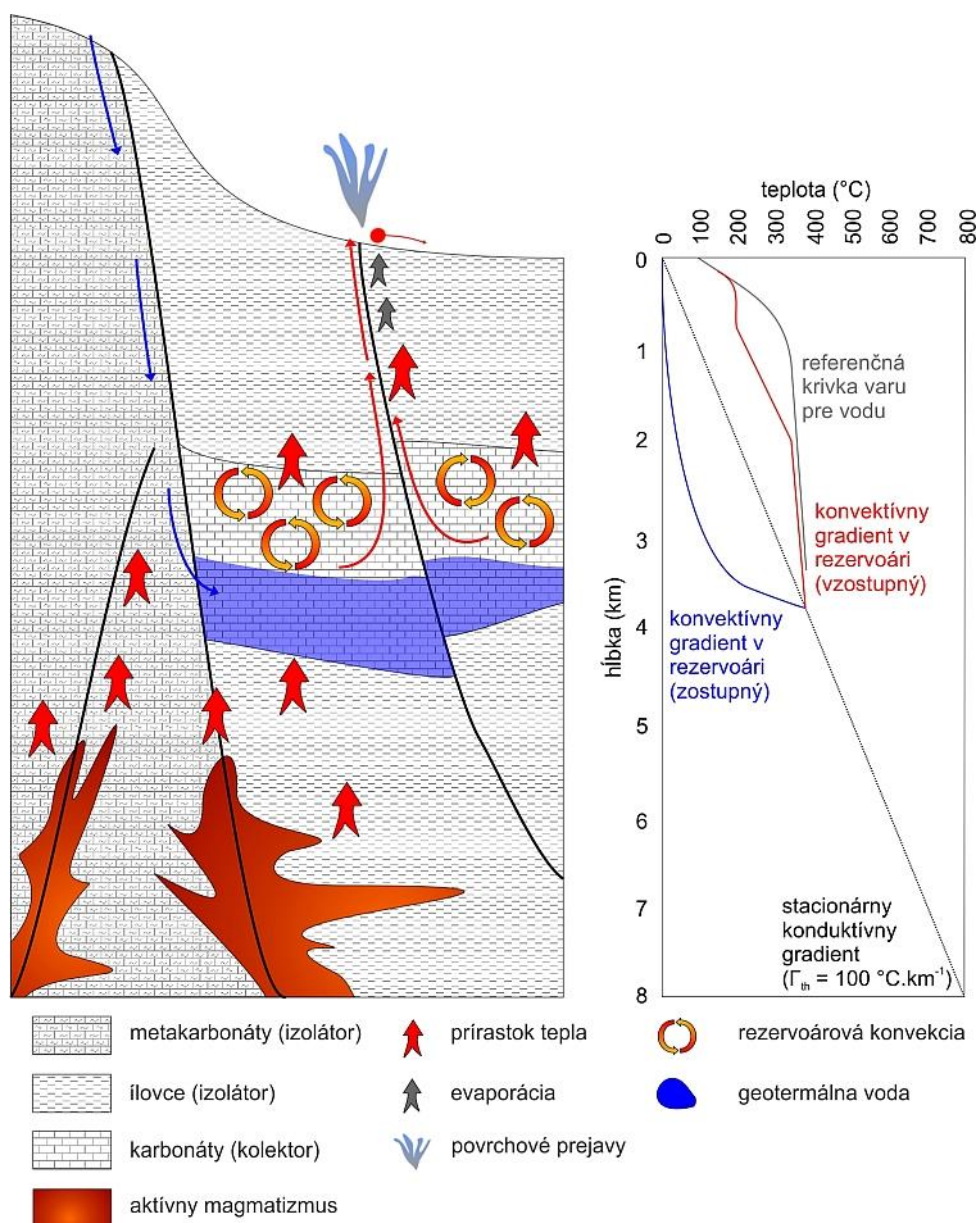 teplota (°C)
0
100
200
300
400
500
600
700
800
0
1
2
3
4
5
6
7
8
hĺbka (km)
referenčná
krivka varu
pre vodu
konvektívny
gradient v
rezervoári
(vzostupný)
konvektívny
gradient v
rezervoári
(zostupný)
stacionárny
konduktívny
gradient
(Γth = 100 °C.km-1)
metakarbonáty (izolátor)
prírastok tepla
rezervoárová konvekcia
ílovce (izolátor)
evaporácia
geotermálna voda
karbonáty (kolektor)
povrchové prejavy
aktívny magmatizmus